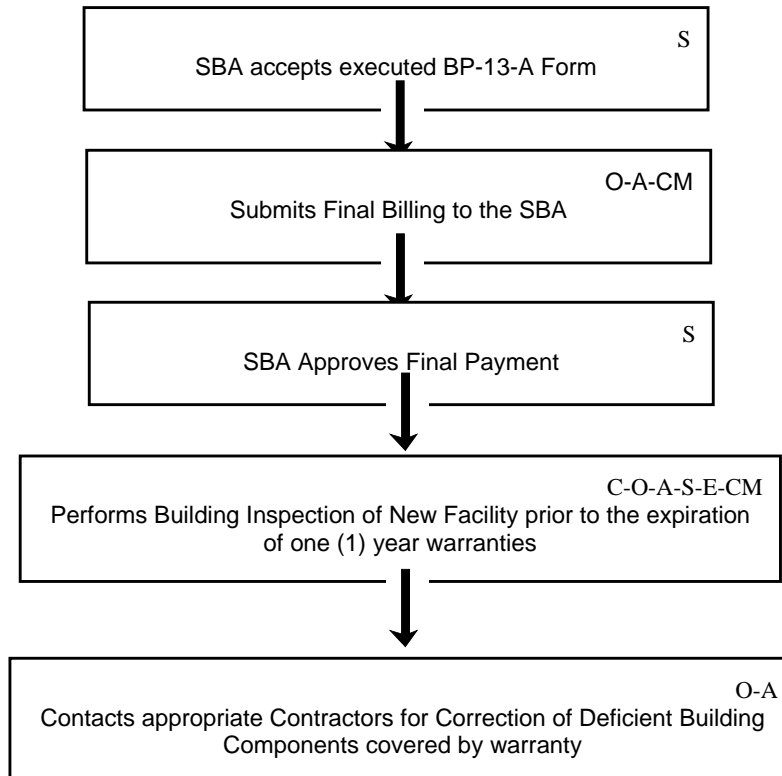 S
SBA accepts executed BP-13-A Form
O-A-CM
Submits Final Billing to the SBA
S
SBA Approves Final Payment
C-O-A-S-E-CM
Performs Building Inspection of New Facility prior to the expiration
of one (1) year warranties
O-A
Contacts appropriate Contractors for Correction of Deficient Building
Components covered by warranty